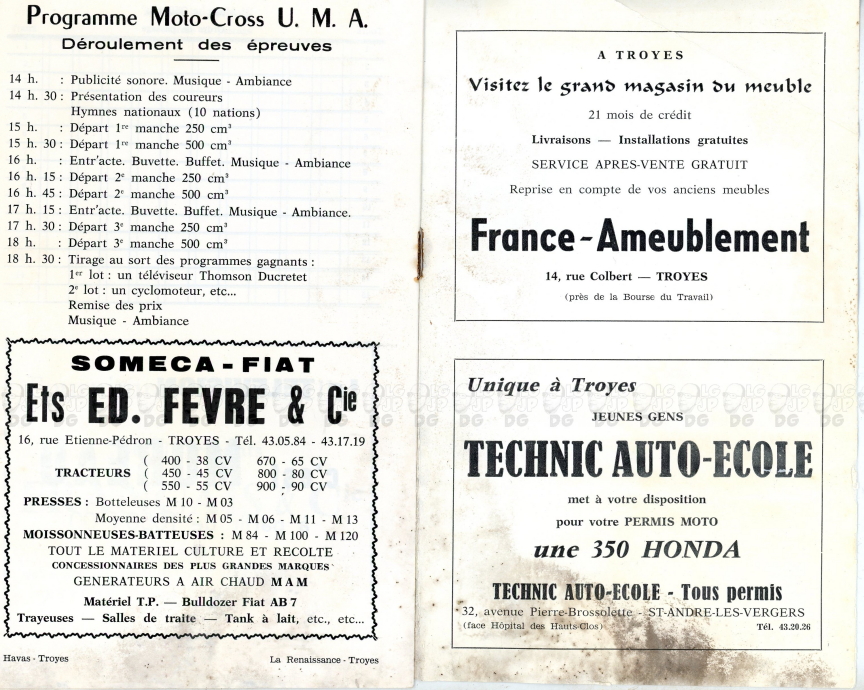 Programme Moto-Cross U. M. A.
Déroulement des épreuves
14 h. : Publicité sonore. Musique - Ambiance
14 h. 30 : Présentation des coureurs
Hymnes nationaux (10 nations)
15 h. : Départ 1re manche 250 cm³
15 h. 30 : Départ 1re manche 500 cm³
16 h. : Entr'acte. Buvette. Buffet. Musique - Ambiance
16 h. 15 : Départ 2e manche 250 cm³
16 h. 45 : Départ 2e manche 500 cm³
17 h. 15 : Entr'acte. Buvette. Buffet. Musique - Ambiance.
17 h. 30 : Départ 3e manche 250 cm³
18 h. : Départ 3e manche 500 cm³
18 h. 30 : Tirage au sort des programmes gagnants :
1er lot : un téléviseur Thomson Ducretet
2e lot : un cyclomoteur, etc...
Remise des prix
Musique - Ambiance
SOMECA - FIAT
Ets ED. FEVRE & Cie
16, rue Etienne-Pédron - TROYES - Tél. 43.05.84 - 43.17.19
( 400 - 38 CV 670 - 65 CV
TRACTEURS ( 450 - 45 CV 800 - 80 CV
( 550 - 55 CV 900 - 90 CV
PRESSES : Botteleuses M 10 - M 03
Moyenne densité : M 05 - M 06 - M 11 - M 13
MOISSONNEUSES-BATTEUSES : M 84 - M 100 - M 120
TOUT LE MATERIEL CULTURE ET RECOLTE
CONCESSIONNAIRES DES PLUS GRANDES MARQUES
GENERATEURS A AIR CHAUD MAM
Matériel T.P. — Bulldozer Fiat AB 7
Trayeuses — Salles de traite — Tank à lait, etc., etc...
Havas - Troyes La Renaissance - Troyes
A TROYES
Visitez le grand magasin du meuble
21 mois de crédit
Livraisons — Installations gratuites
SERVICE APRES-VENTE GRATUIT
Reprise en compte de vos anciens meubles
France-Ameublement
14, rue Colbert — TROYES
(près de la Bourse du Travail)
Unique à Troyes
JEUNES GENS
TECHNIC AUTO-ECOLE
met à votre disposition
pour votre PERMIS MOTO
une 350 HONDA
TECHNIC AUTO-ECOLE - Tous permis
32, avenue Pierre-Brossolette - ST-ANDRE-LES-VERGERS
(face Hôpital des Hauts-Clos) Tél. 43.20.26